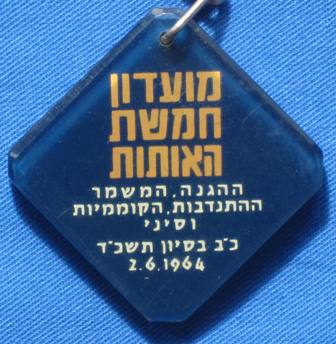 מועדון
חמשת
האותות
ההגנה, המשמר
ההתנדבות, הקוממיות
וסיני
כ״ב בסיון תשכ״ד
2.6.1964